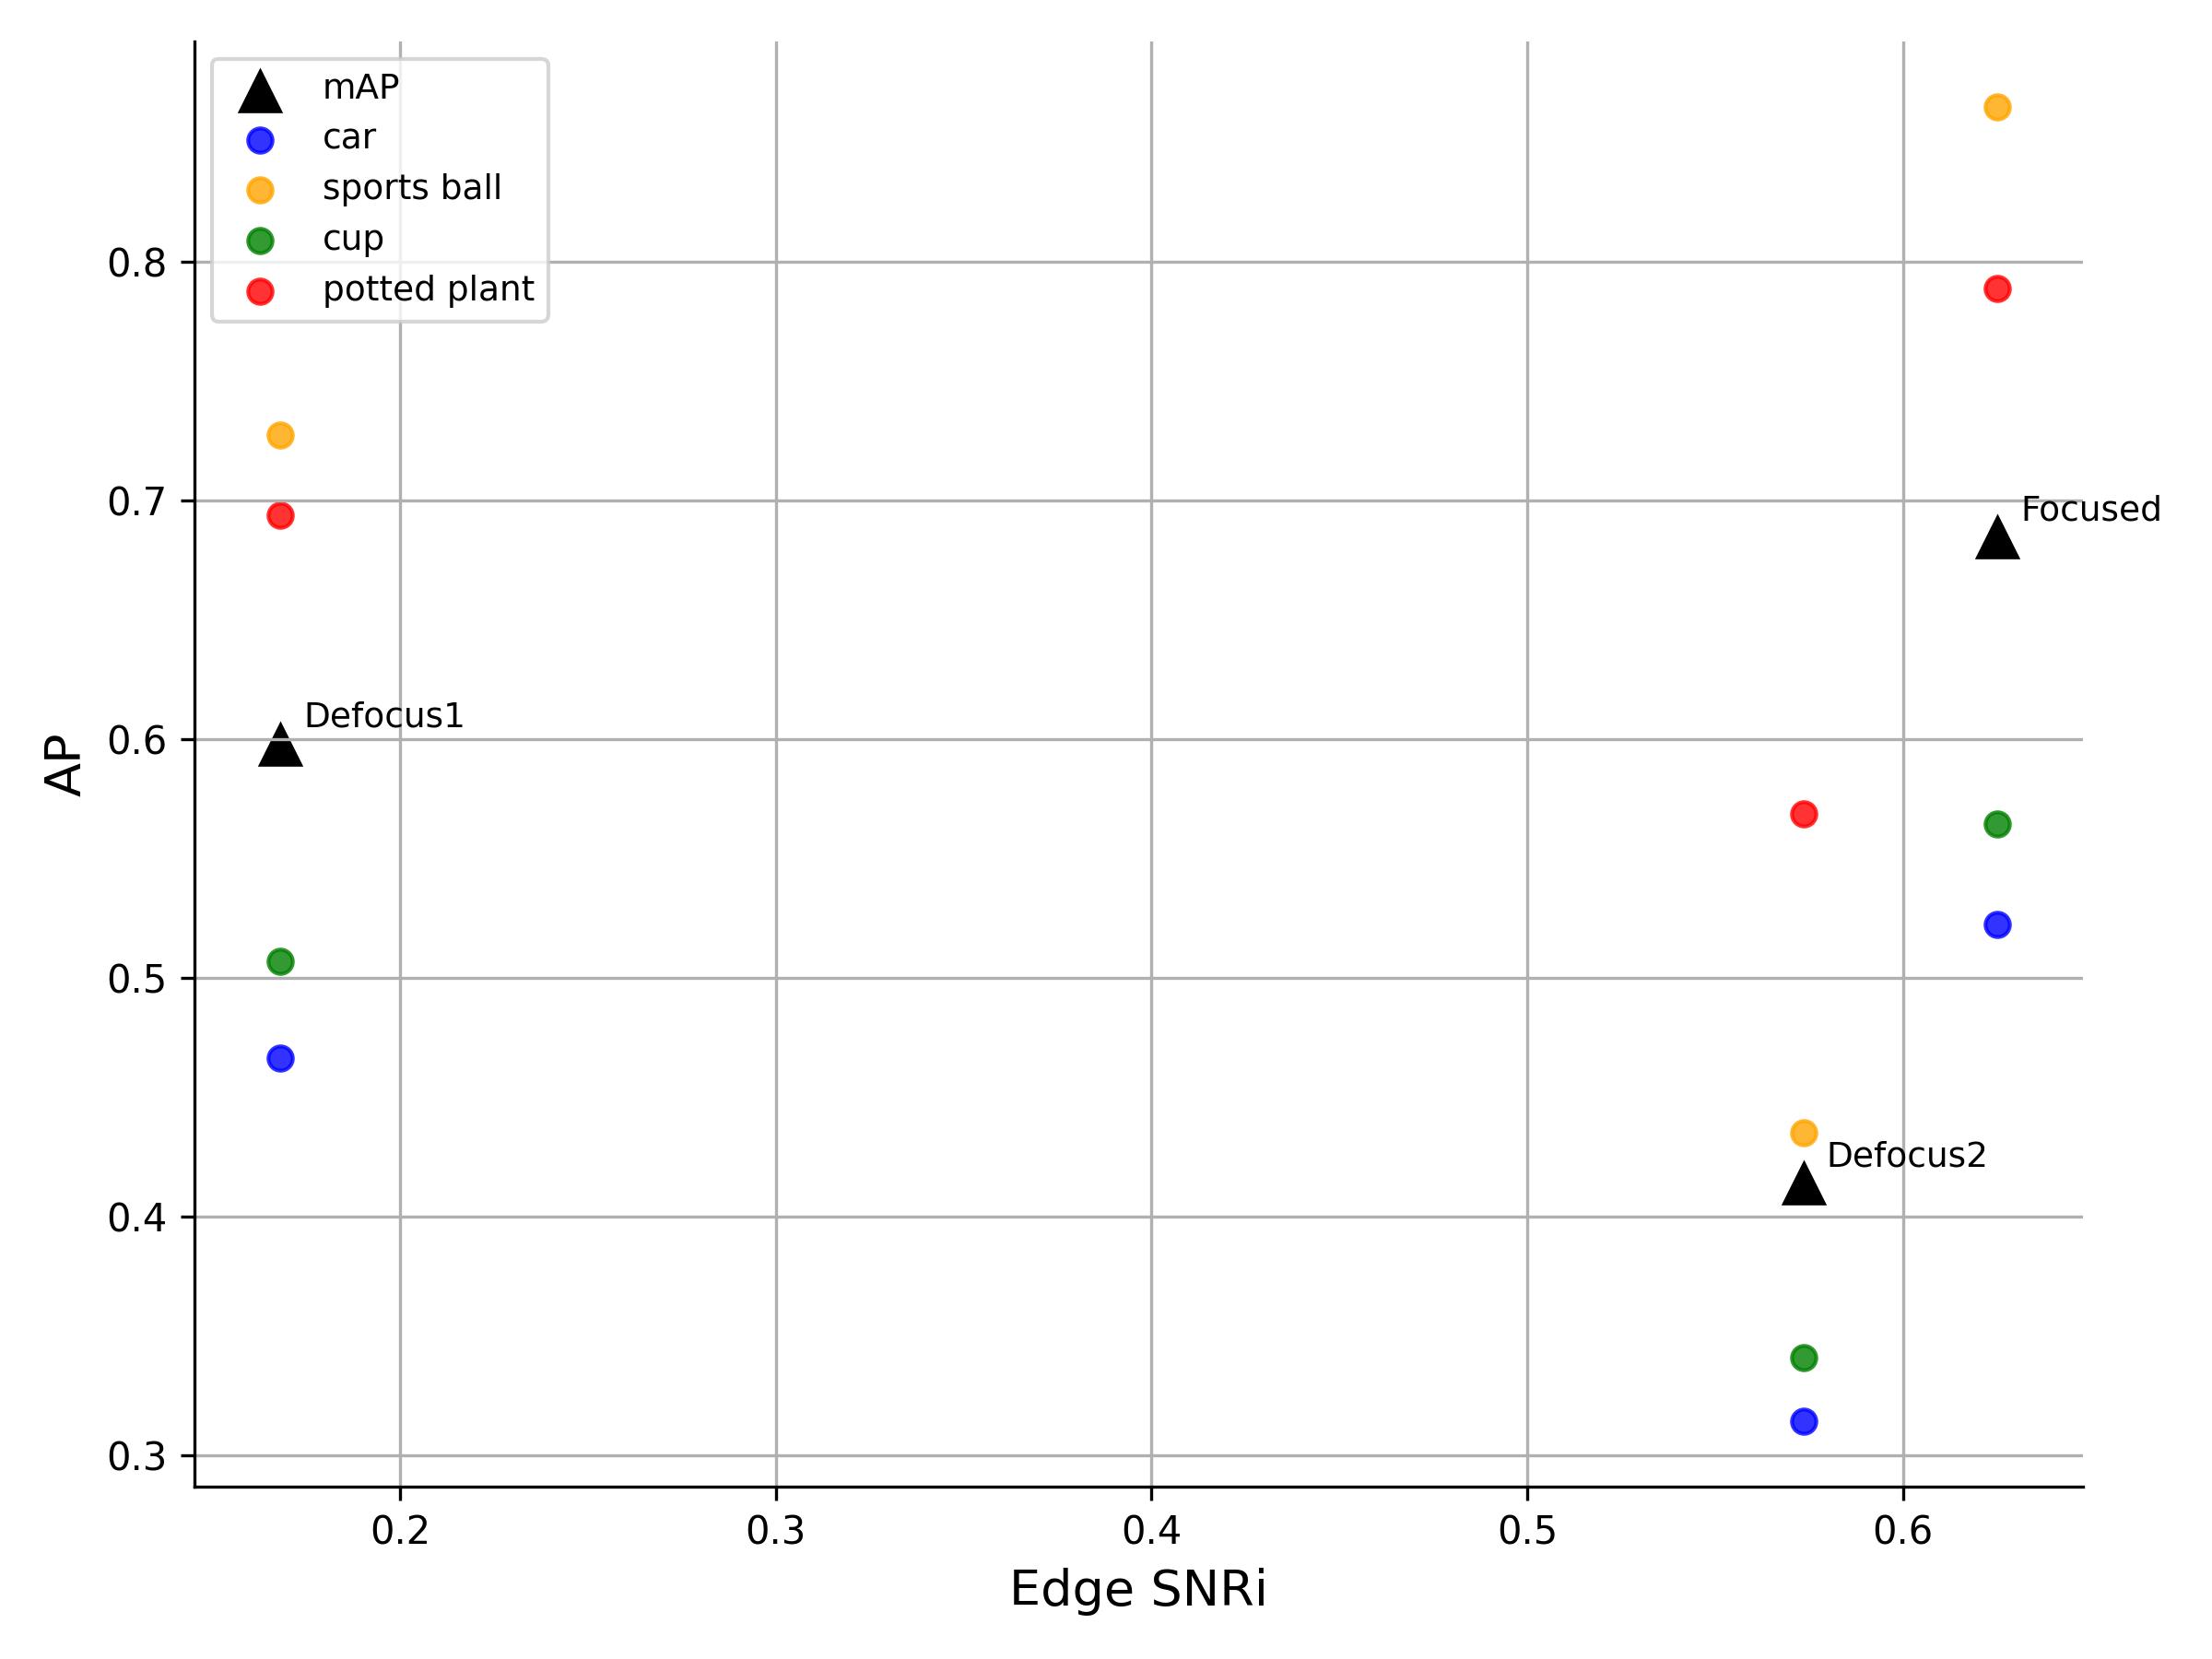 mAP
car
sports ball
cup
potted plant
0.8
0.7
Focused
Defocus1
0.6
AP
0.5
Defocus2
0.4
0.3
0.2 0.3 0.4 0.5 0.6
Edge SNRi